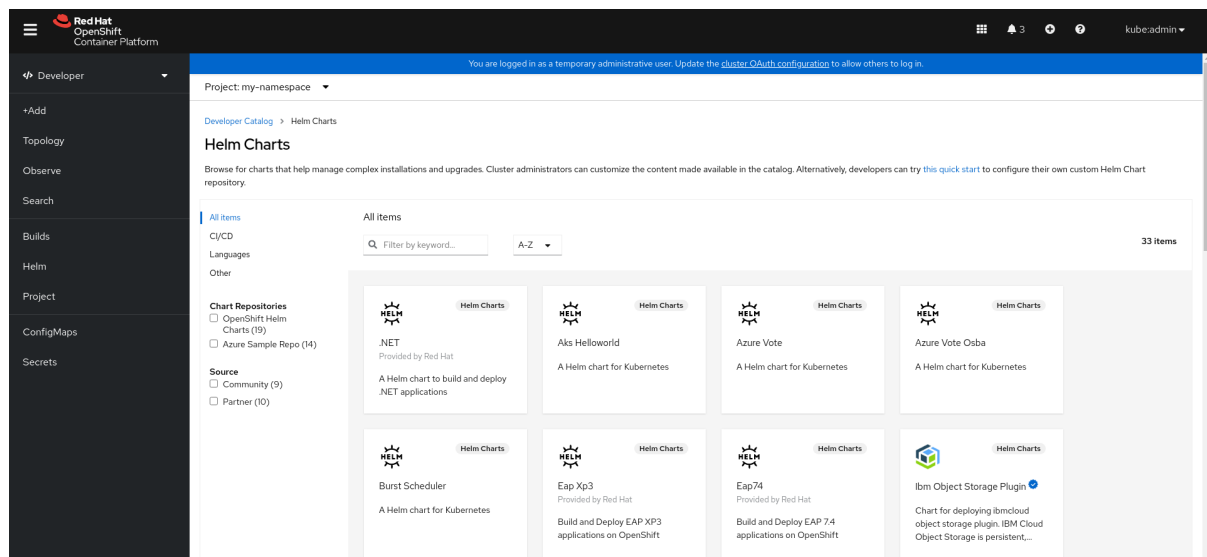 Red Hat
OpenShift
Container Platform
3
kube:admin
Developer
You are logged in as a temporary administrative user. Update the cluster OAuth configuration to allow others to log in.
Project: my-namespace
+Add
Topology
Observe
Search
Builds
Helm
Project
ConfigMaps
Secrets
Developer Catalog > Helm Charts
Helm Charts
Browse for charts that help manage complex installations and upgrades. Cluster administrators can customize the content made available in the catalog. Alternatively, developers can try this quick start to configure their own custom Helm Chart
repository.
All items
CI/CD
Languages
Other
Chart Repositories
OpenShift Helm
Charts (19)
Azure Sample Repo (14)
Source
Community (9)
Partner (10)
All items
Filter by keyword...
A-Z
33 items
HELM
Helm Charts
.NET
Provided by Red Hat
A Helm chart to build and deploy
.NET applications
HELM
Helm Charts
Aks Helloworld
A Helm chart for Kubernetes
HELM
Helm Charts
Azure Vote
A Helm chart for Kubernetes
HELM
Helm Charts
Azure Vote Osba
A Helm chart for Kubernetes
HELM
Helm Charts
Burst Scheduler
A Helm chart for Kubernetes
HELM
Helm Charts
Eap Xp3
Provided by Red Hat
Build and Deploy EAP XP3
applications on OpenShift
HELM
Helm Charts
Eap74
Provided by Red Hat
Build and Deploy EAP 7.4
applications on OpenShift
Helm Charts
Ibm Object Storage Plugin
Chart for deploying ibmcloud
object storage plugin. IBM Cloud
Object Storage is persistent,...